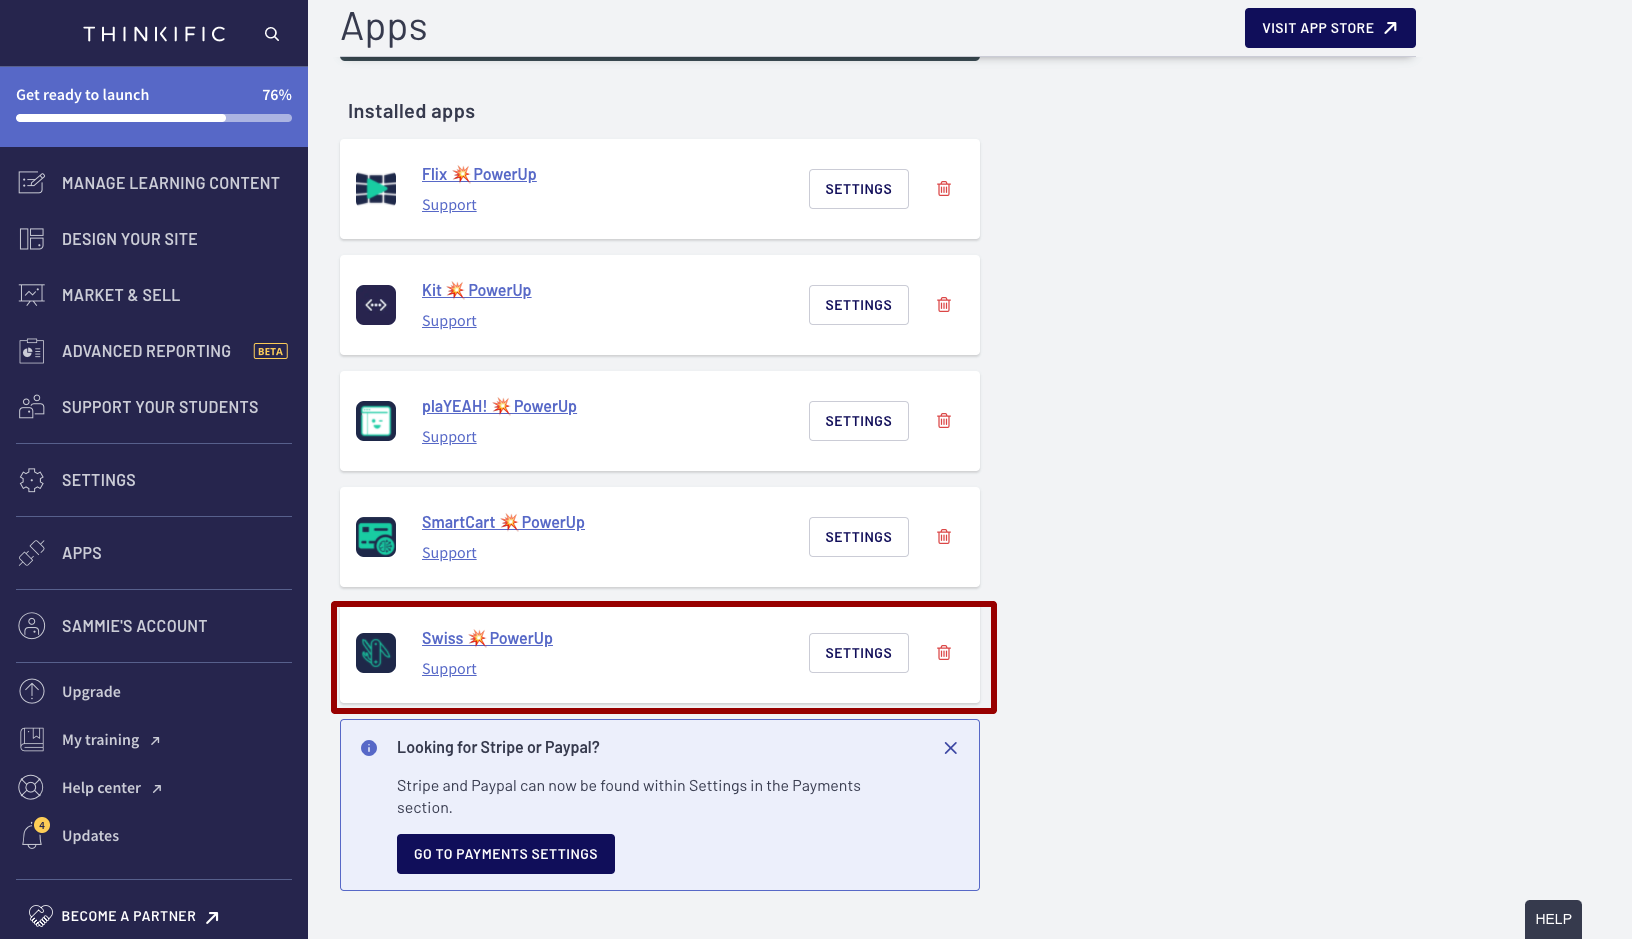 THINKIFIC
Get ready to launch 76%
MANAGE LEARNING CONTENT
DESIGN YOUR SITE
MARKET & SELL
ADVANCED REPORTING BETA
SUPPORT YOUR STUDENTS
SETTINGS
APPS
SAMMIE'S ACCOUNT
Upgrade
My training
Help center
4
Updates
BECOME A PARTNER
Apps
VISIT APP STORE
Installed apps
Flix 💥 PowerUp
Support
SETTINGS
Kit 💥 PowerUp
Support
SETTINGS
plaYEAH! 💥 PowerUp
Support
SETTINGS
SmartCart 💥 PowerUp
Support
SETTINGS
Swiss 💥 PowerUp
Support
SETTINGS
Looking for Stripe or Paypal?
Stripe and Paypal can now be found within Settings in the Payments
section.
GO TO PAYMENTS SETTINGS
HELP